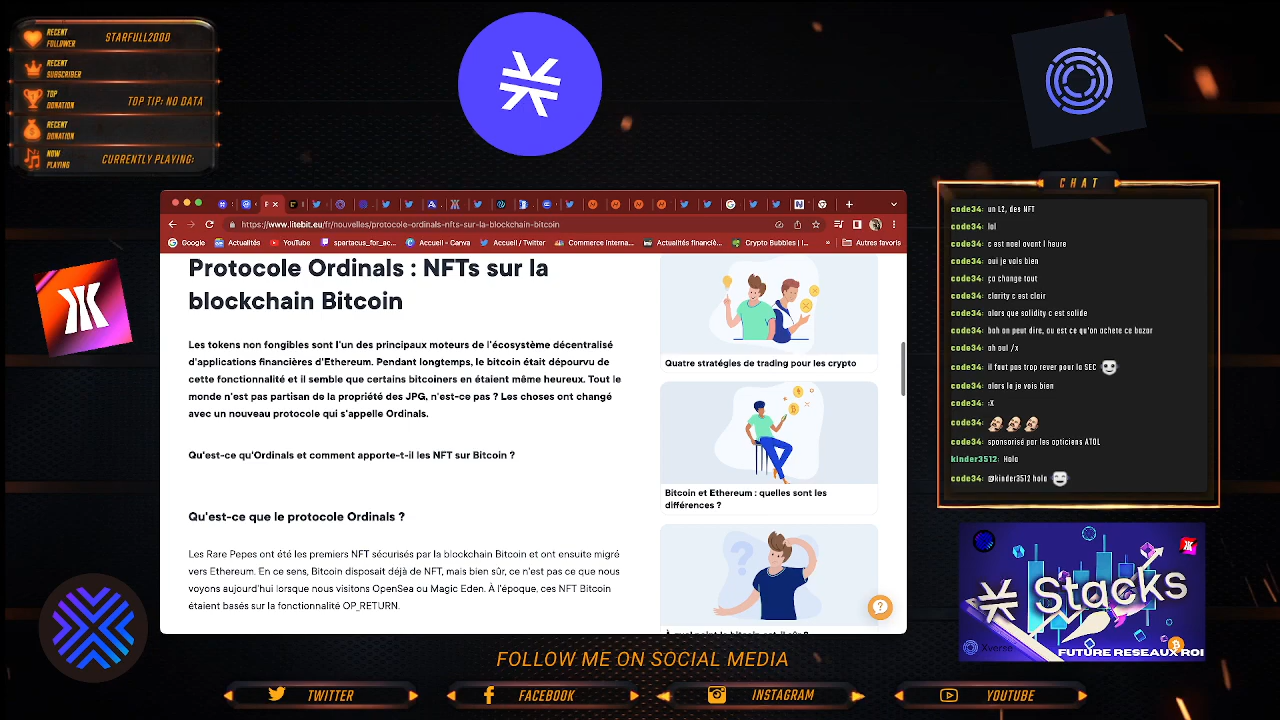 RECENT
FOLLOWER
STARFULL2000
RECENT
SUBSCRIBER
TOP
DONATION
TOP TIP: NO DATA
RECENT
DONATION
NOW
PLAYING
CURRENTLY PLAYING:
https://www.litebit.eu/fr/nouvelles/protocole-ordinals-nfts-sur-la-blockchain-bitcoin
Google
Actualités
YouTube
spartacus_for_ac...
Accueil – Canva
Accueil / Twitter
Commerce Interna...
Actualités financiè...
Crypto Bubbles | I...
»
Autres favoris
Protocole Ordinals : NFTs sur la
blockchain Bitcoin
Les tokens non fongibles sont l'un des principaux moteurs de l'écosystème décentralisé
d'applications financières d'Ethereum. Pendant longtemps, le bitcoin était dépourvu de
cette fonctionnalité et il semble que certains bitcoiners en étaient même heureux. Tout le
monde n'est pas partisan de la propriété des JPG, n'est-ce pas ? Les choses ont changé
avec un nouveau protocole qui s'appelle Ordinals.
Qu'est-ce qu'Ordinals et comment apporte-t-il les NFT sur Bitcoin ?
Qu'est-ce que le protocole Ordinals ?
Les Rare Pepes ont été les premiers NFT sécurisés par la blockchain Bitcoin et ont ensuite migré
vers Ethereum. En ce sens, Bitcoin disposait déjà de NFT, mais bien sûr, ce n'est pas ce que nous
voyons aujourd'hui lorsque nous visitons OpenSea ou Magic Eden. À l'époque, ces NFT Bitcoin
étaient basés sur la fonctionnalité OP_RETURN.
Quatre stratégies de trading pour les crypto
Bitcoin et Ethereum : quelles sont les
différences ?
CHAT
code34: un L2, des NFT
code34: lol
code34: c est noel avant l heure
code34: oui je vois bien
code34: ça change tout
code34: clarity c est clair
code34: alors que solidity c est solide
code34: bah on peut dire, ou est ce qu'on achete ce bazar
code34: ah oui /x
code34: il faut pas trop rever pour la SEC
code34: alors la je vois bien
code34: :X
code34:
code34: sponsorisé par les opticiens ATOL
kinder3512: Hola
code34: @kinder3512 hola
Stacks
Xverse
FUTURE RESEAUX ROI
FOLLOW ME ON SOCIAL MEDIA
TWITTER
FACEBOOK
INSTAGRAM
YOUTUBE